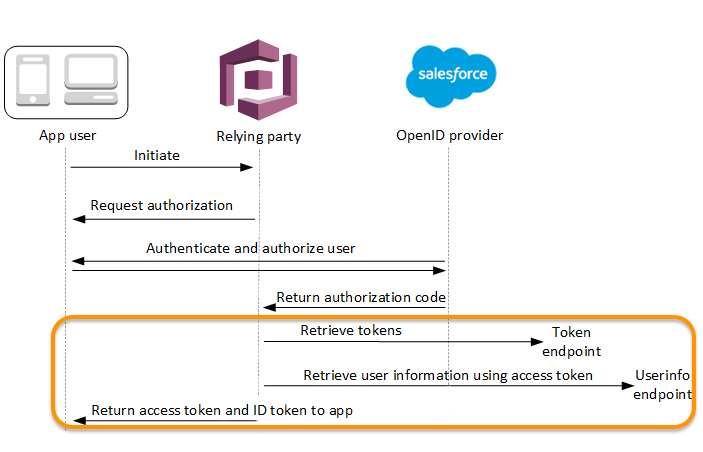 salesforce
App user
Relying party
OpenID provider
Initiate
Request authorization
Authenticate and authorize user
Return authorization code
Retrieve tokens
Token
endpoint
Retrieve user information using access token
Userinfo
endpoint
Return access token and ID token to app